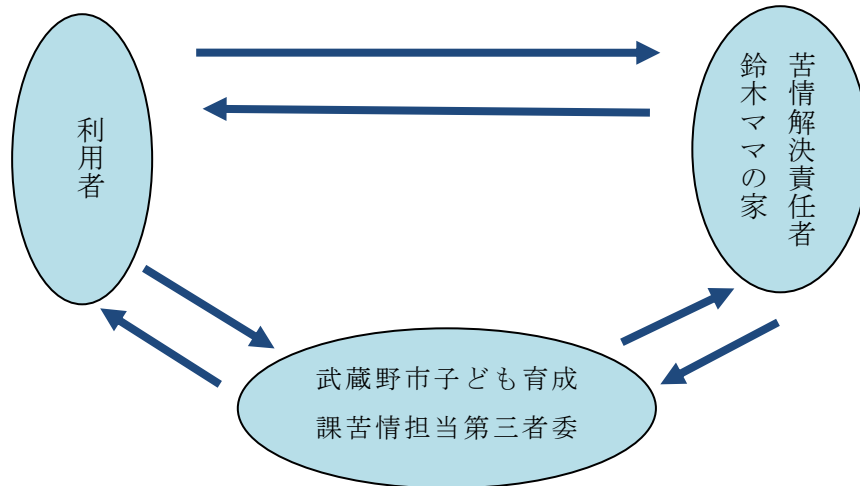 利用者
苦情解決責任者
鈴木ママの家
武蔵野市子ども育成
課苦情担当第三者委